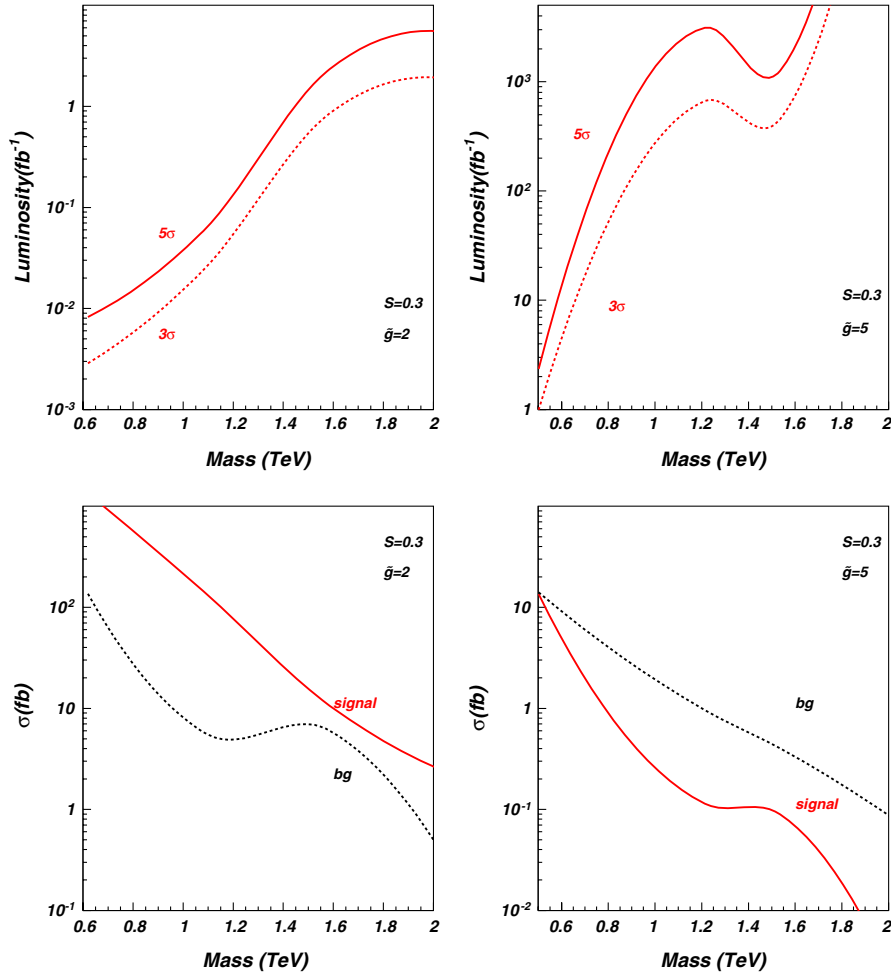 Luminosity(fb⁻¹)
1
10⁻¹
10⁻²
10⁻³
5σ
3σ
S=0.3
g̃=2
0.6 0.8 1 1.2 1.4 1.6 1.8 2
Mass (TeV)
Luminosity(fb⁻¹)
10³
10²
10
1
5σ
3σ
S=0.3
g̃=5
0.6 0.8 1 1.2 1.4 1.6 1.8 2
Mass (TeV)
σ(fb)
10²
10
1
10⁻¹
S=0.3
g̃=2
signal
bg
0.6 0.8 1 1.2 1.4 1.6 1.8 2
Mass (TeV)
σ(fb)
10
1
10⁻¹
10⁻²
S=0.3
g̃=5
bg
signal
0.6 0.8 1 1.2 1.4 1.6 1.8 2
Mass (TeV)